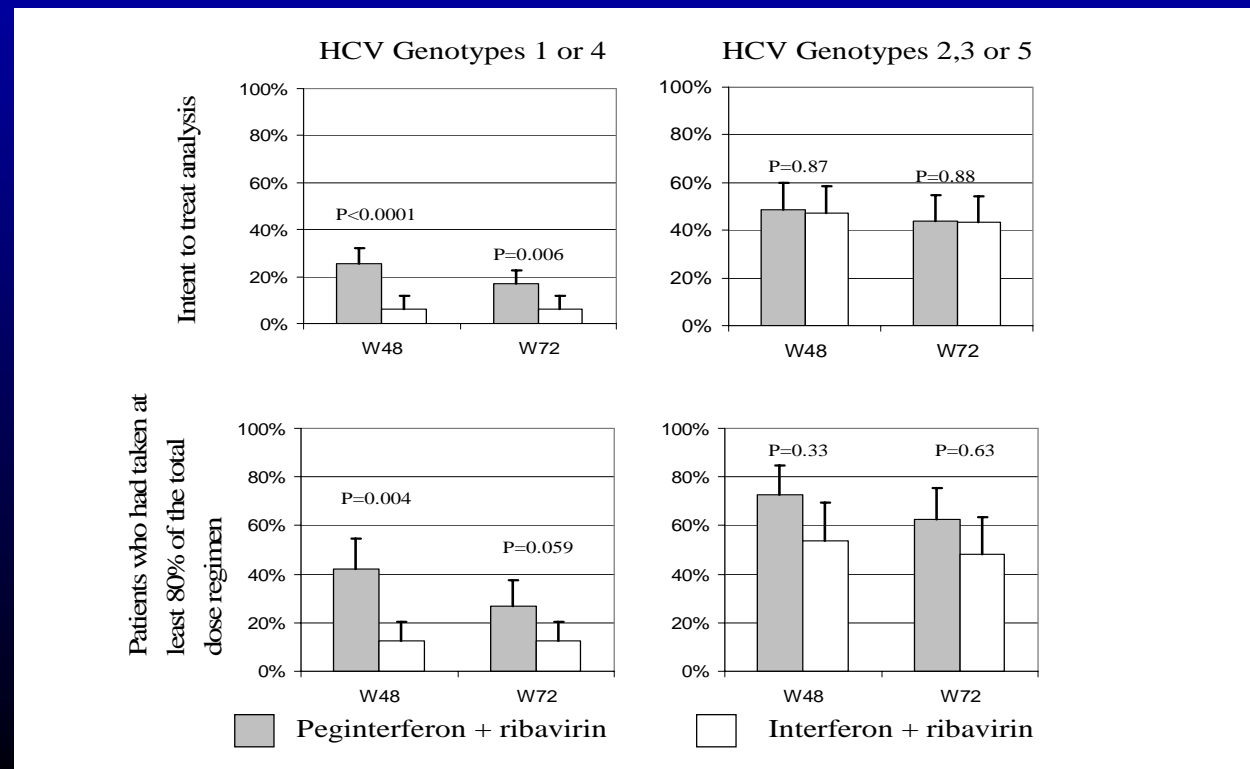 HCV Genotypes 1 or 4
HCV Genotypes 2,3 or 5
Intent to treat analysis
100%
80%
60%
40%
20%
0%
P<0.0001
P=0.006
W48
W72
100%
80%
60%
40%
20%
0%
P=0.87
P=0.88
W48
W72
Patients who had taken at
least 80% of the total
dose regimen
100%
80%
60%
40%
20%
0%
P=0.004
P=0.059
W48
W72
100%
80%
60%
40%
20%
0%
P=0.33
P=0.63
W48
W72
Peginterferon + ribavirin
Interferon + ribavirin